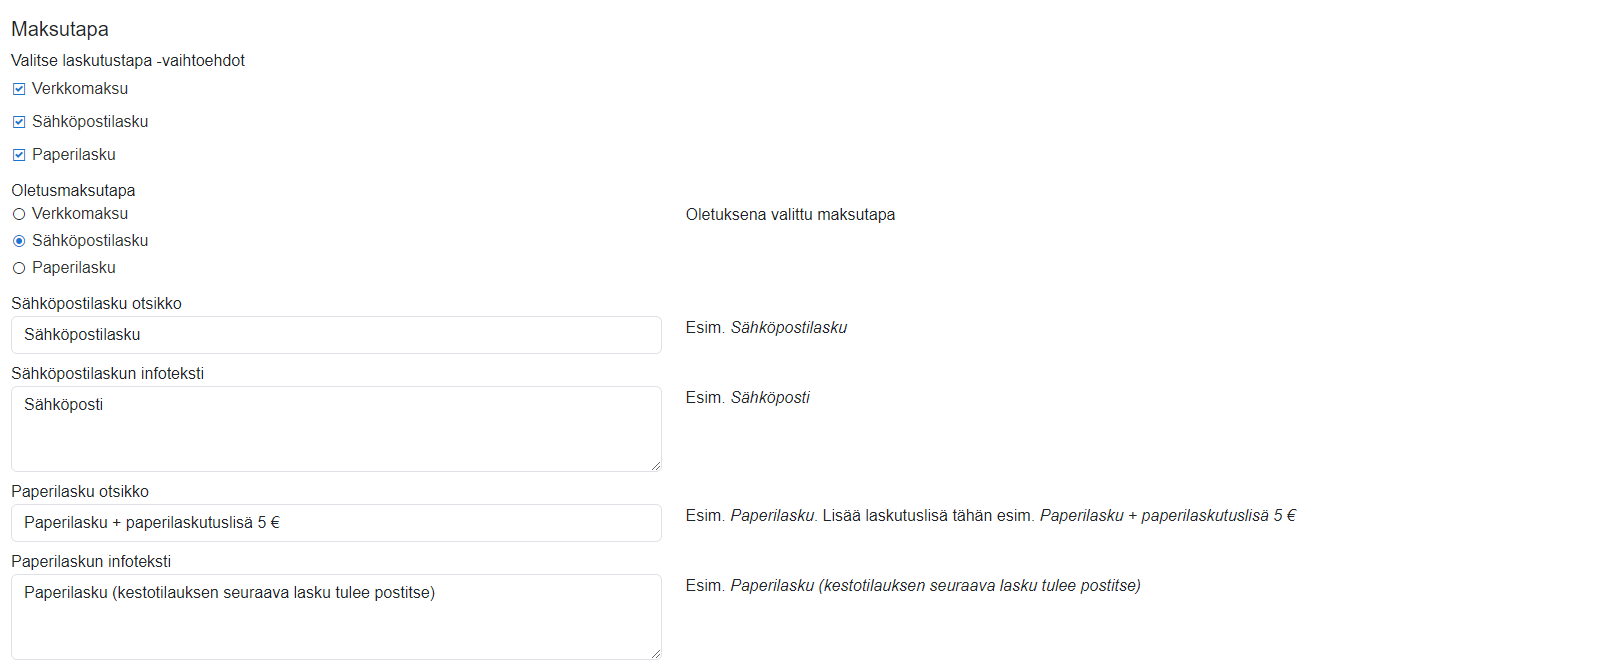 Maksutapa
Valitse laskutustapa -vaihtoehdot
Verkkomaksu
Sähköpostilasku
Paperilasku
Oletusmaksutapa
Verkkomaksu
Oletuksena valittu maksutapa
Sähköpostilasku
Paperilasku
Sähköpostilasku otsikko
Sähköpostilasku
Esim. Sähköpostilasku
Sähköpostilaskun infoteksti
Sähköposti
Esim. Sähköposti
Paperilasku otsikko
Paperilasku + paperilaskutuslisä 5 €
Esim. Paperilasku. Lisää laskutuslisä tähän esim. Paperilasku + paperilaskutuslisä 5 €
Paperilaskun infoteksti
Paperilasku (kestotilauksen seuraava lasku tulee postitse)
Esim. Paperilasku (kestotilauksen seuraava lasku tulee postitse)